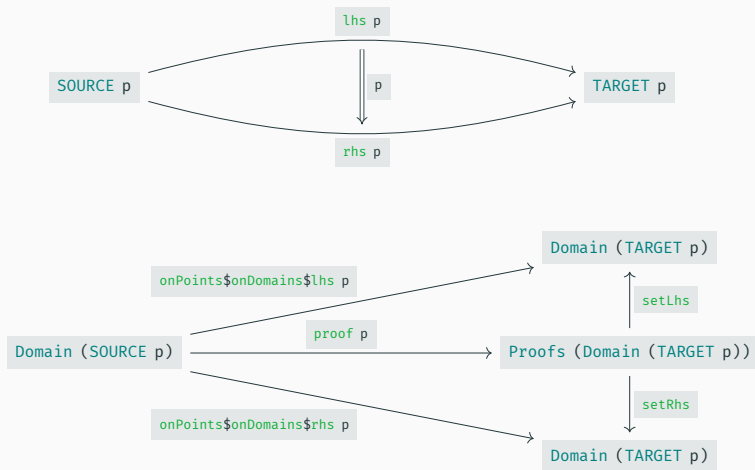 lhs p
SOURCE p
p
TARGET p
rhs p
Domain (TARGET p)
onPoints$onDomains$lhs p
setLhs
proof p
Domain (SOURCE p)
Proofs (Domain (TARGET p))
setRhs
onPoints$onDomains$rhs p
Domain (TARGET p)